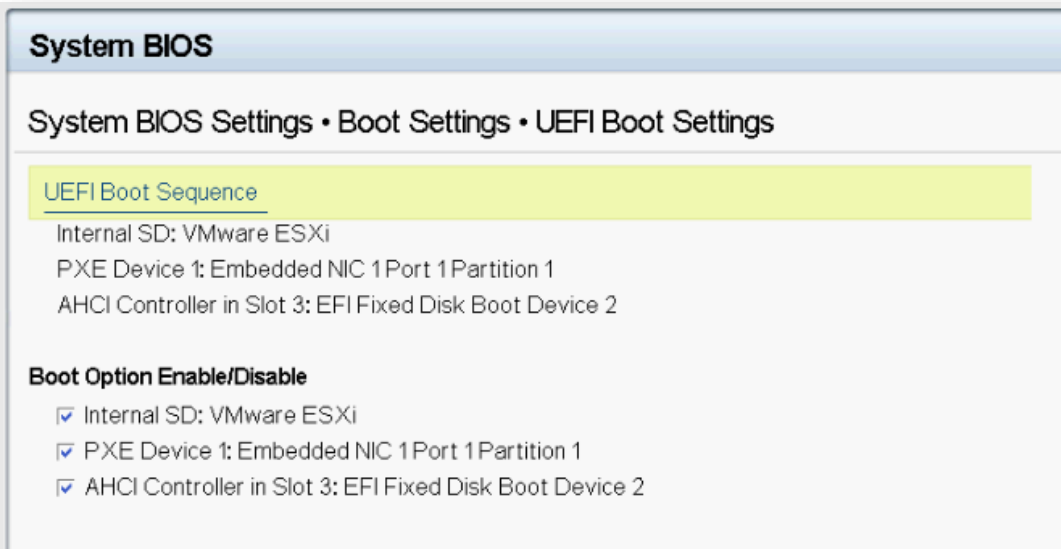 System BIOS
System BIOS Settings • Boot Settings • UEFI Boot Settings
UEFI Boot Sequence
Internal SD: VMware ESXi
PXE Device 1: Embedded NIC 1 Port 1 Partition 1
AHCI Controller in Slot 3: EFI Fixed Disk Boot Device 2
Boot Option Enable/Disable
Internal SD: VMware ESXi
PXE Device 1: Embedded NIC 1 Port 1 Partition 1
AHCI Controller in Slot 3: EFI Fixed Disk Boot Device 2